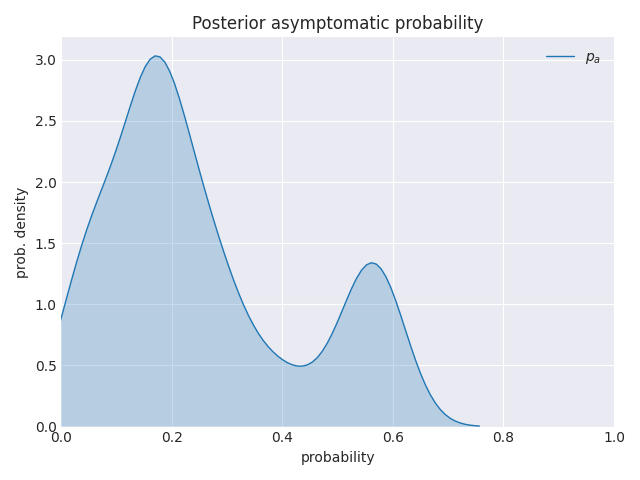 Posterior asymptomatic probability
pₐ
3.0
2.5
2.0
1.5
1.0
0.5
0.0
prob. density
0.0 0.2 0.4 0.6 0.8 1.0
probability